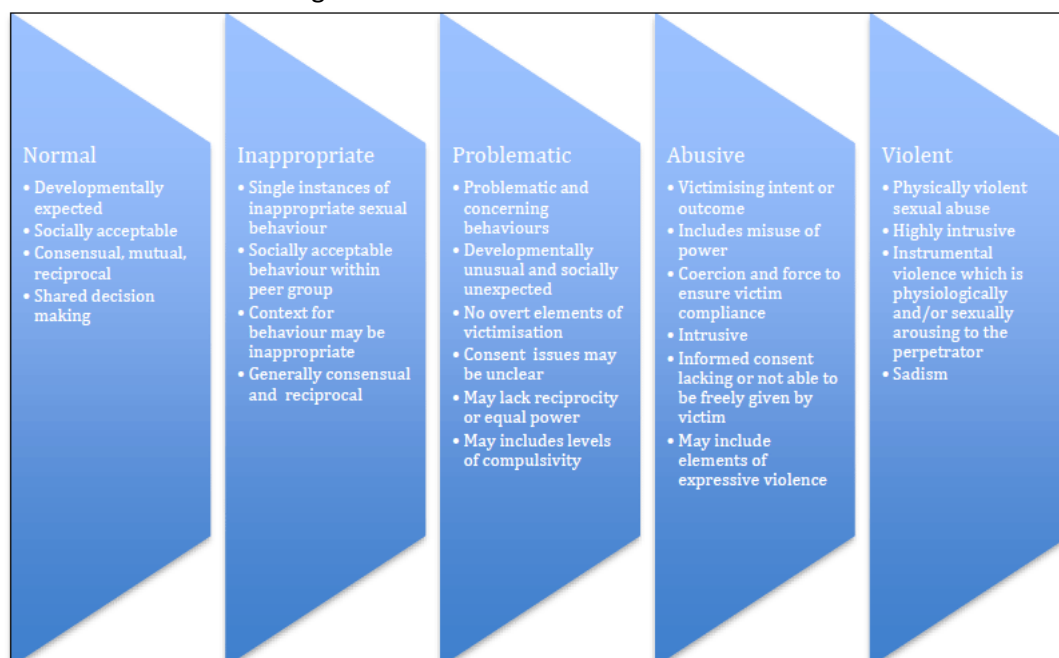 Normal
• Developmentally
expected
• Socially acceptable
• Consensual, mutual,
reciprocal
• Shared decision
making
Inappropriate
• Single instances of
inappropriate sexual
behaviour
• Socially acceptable
behaviour within
peer group
• Context for
behaviour may be
inappropriate
• Generally consensual
and reciprocal
Problematic
• Problematic and
concerning
behaviours
• Developmentally
unusual and socially
unexpected
• No overt elements of
victimisation
• Consent issues may
be unclear
• May lack reciprocity
or equal power
• May includes levels
of compulsivity
Abusive
• Victimising intent or
outcome
• Includes misuse of
power
• Coercion and force to
ensure victim
compliance
• Intrusive
• Informed consent
lacking or not able to
be freely given by
victim
• May include
elements of
expressive violence
Violent
• Physically violent
sexual abuse
• Highly intrusive
• Instrumental
violence which is
physiologically
and/or sexually
arousing to the
perpetrator
• Sadism